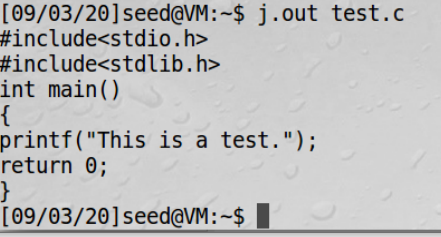 [09/03/20]seed@VM:~$ j.out test.c
#include<stdio.h>
#include<stdlib.h>
int main()
{
printf("This is a test.");
return 0;
}
[09/03/20]seed@VM:~$